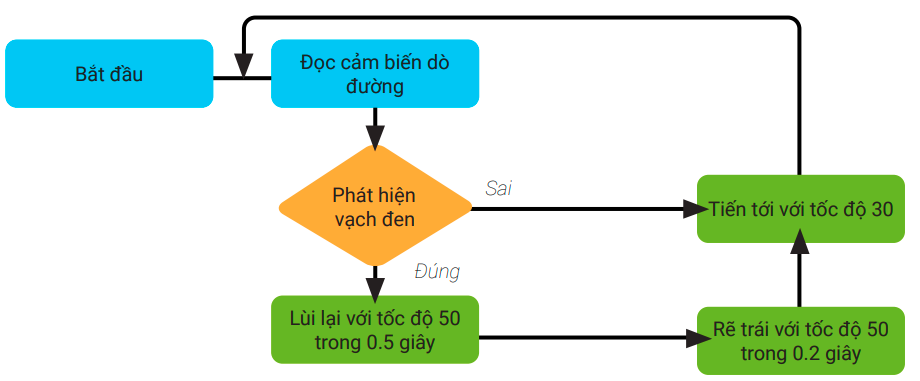 Bắt đầu
Đọc cảm biến dò
đường
Phát hiện
vạch đen
Sai
Tiến tới với tốc độ 30
Đúng
Lùi lại với tốc độ 50
trong 0.5 giây
Rẽ trái với tốc độ 50
trong 0.2 giây